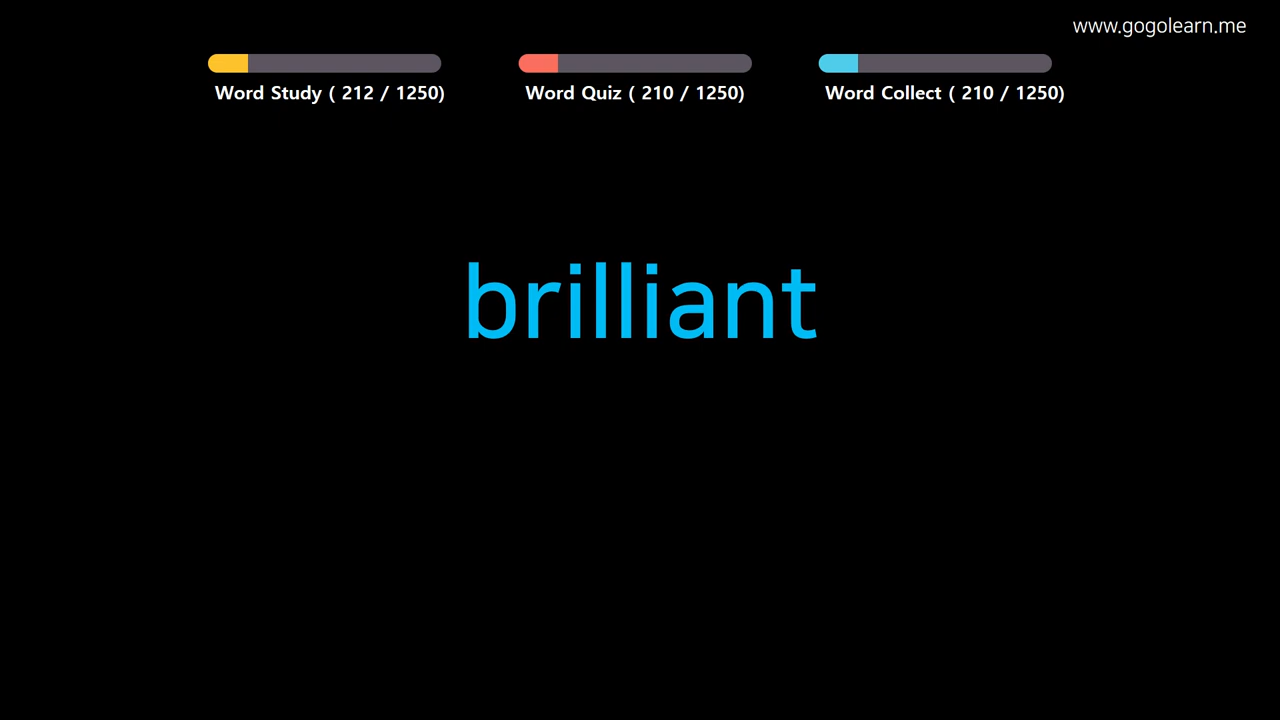 www.gogolearn.me
Word Study ( 212 / 1250)
Word Quiz ( 210 / 1250)
Word Collect ( 210 / 1250)
brilliant